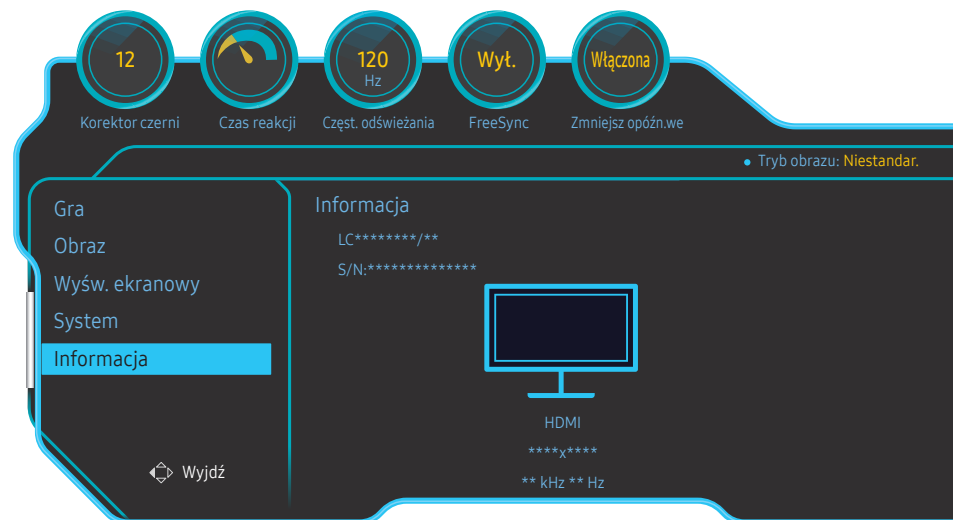 12
120
Hz
Wył.
Włączona
Korektor czerni
Czas reakcji
Częst. odświeżania
FreeSync
Zmniejsz opóźn.we
Tryb obrazu: Niestandar.
Gra
Obraz
Wyśw. ekranowy
System
Informacja
Wyjdź
Informacja
LC********/**
S/N:**************
HDMI
****x****
** kHz ** Hz